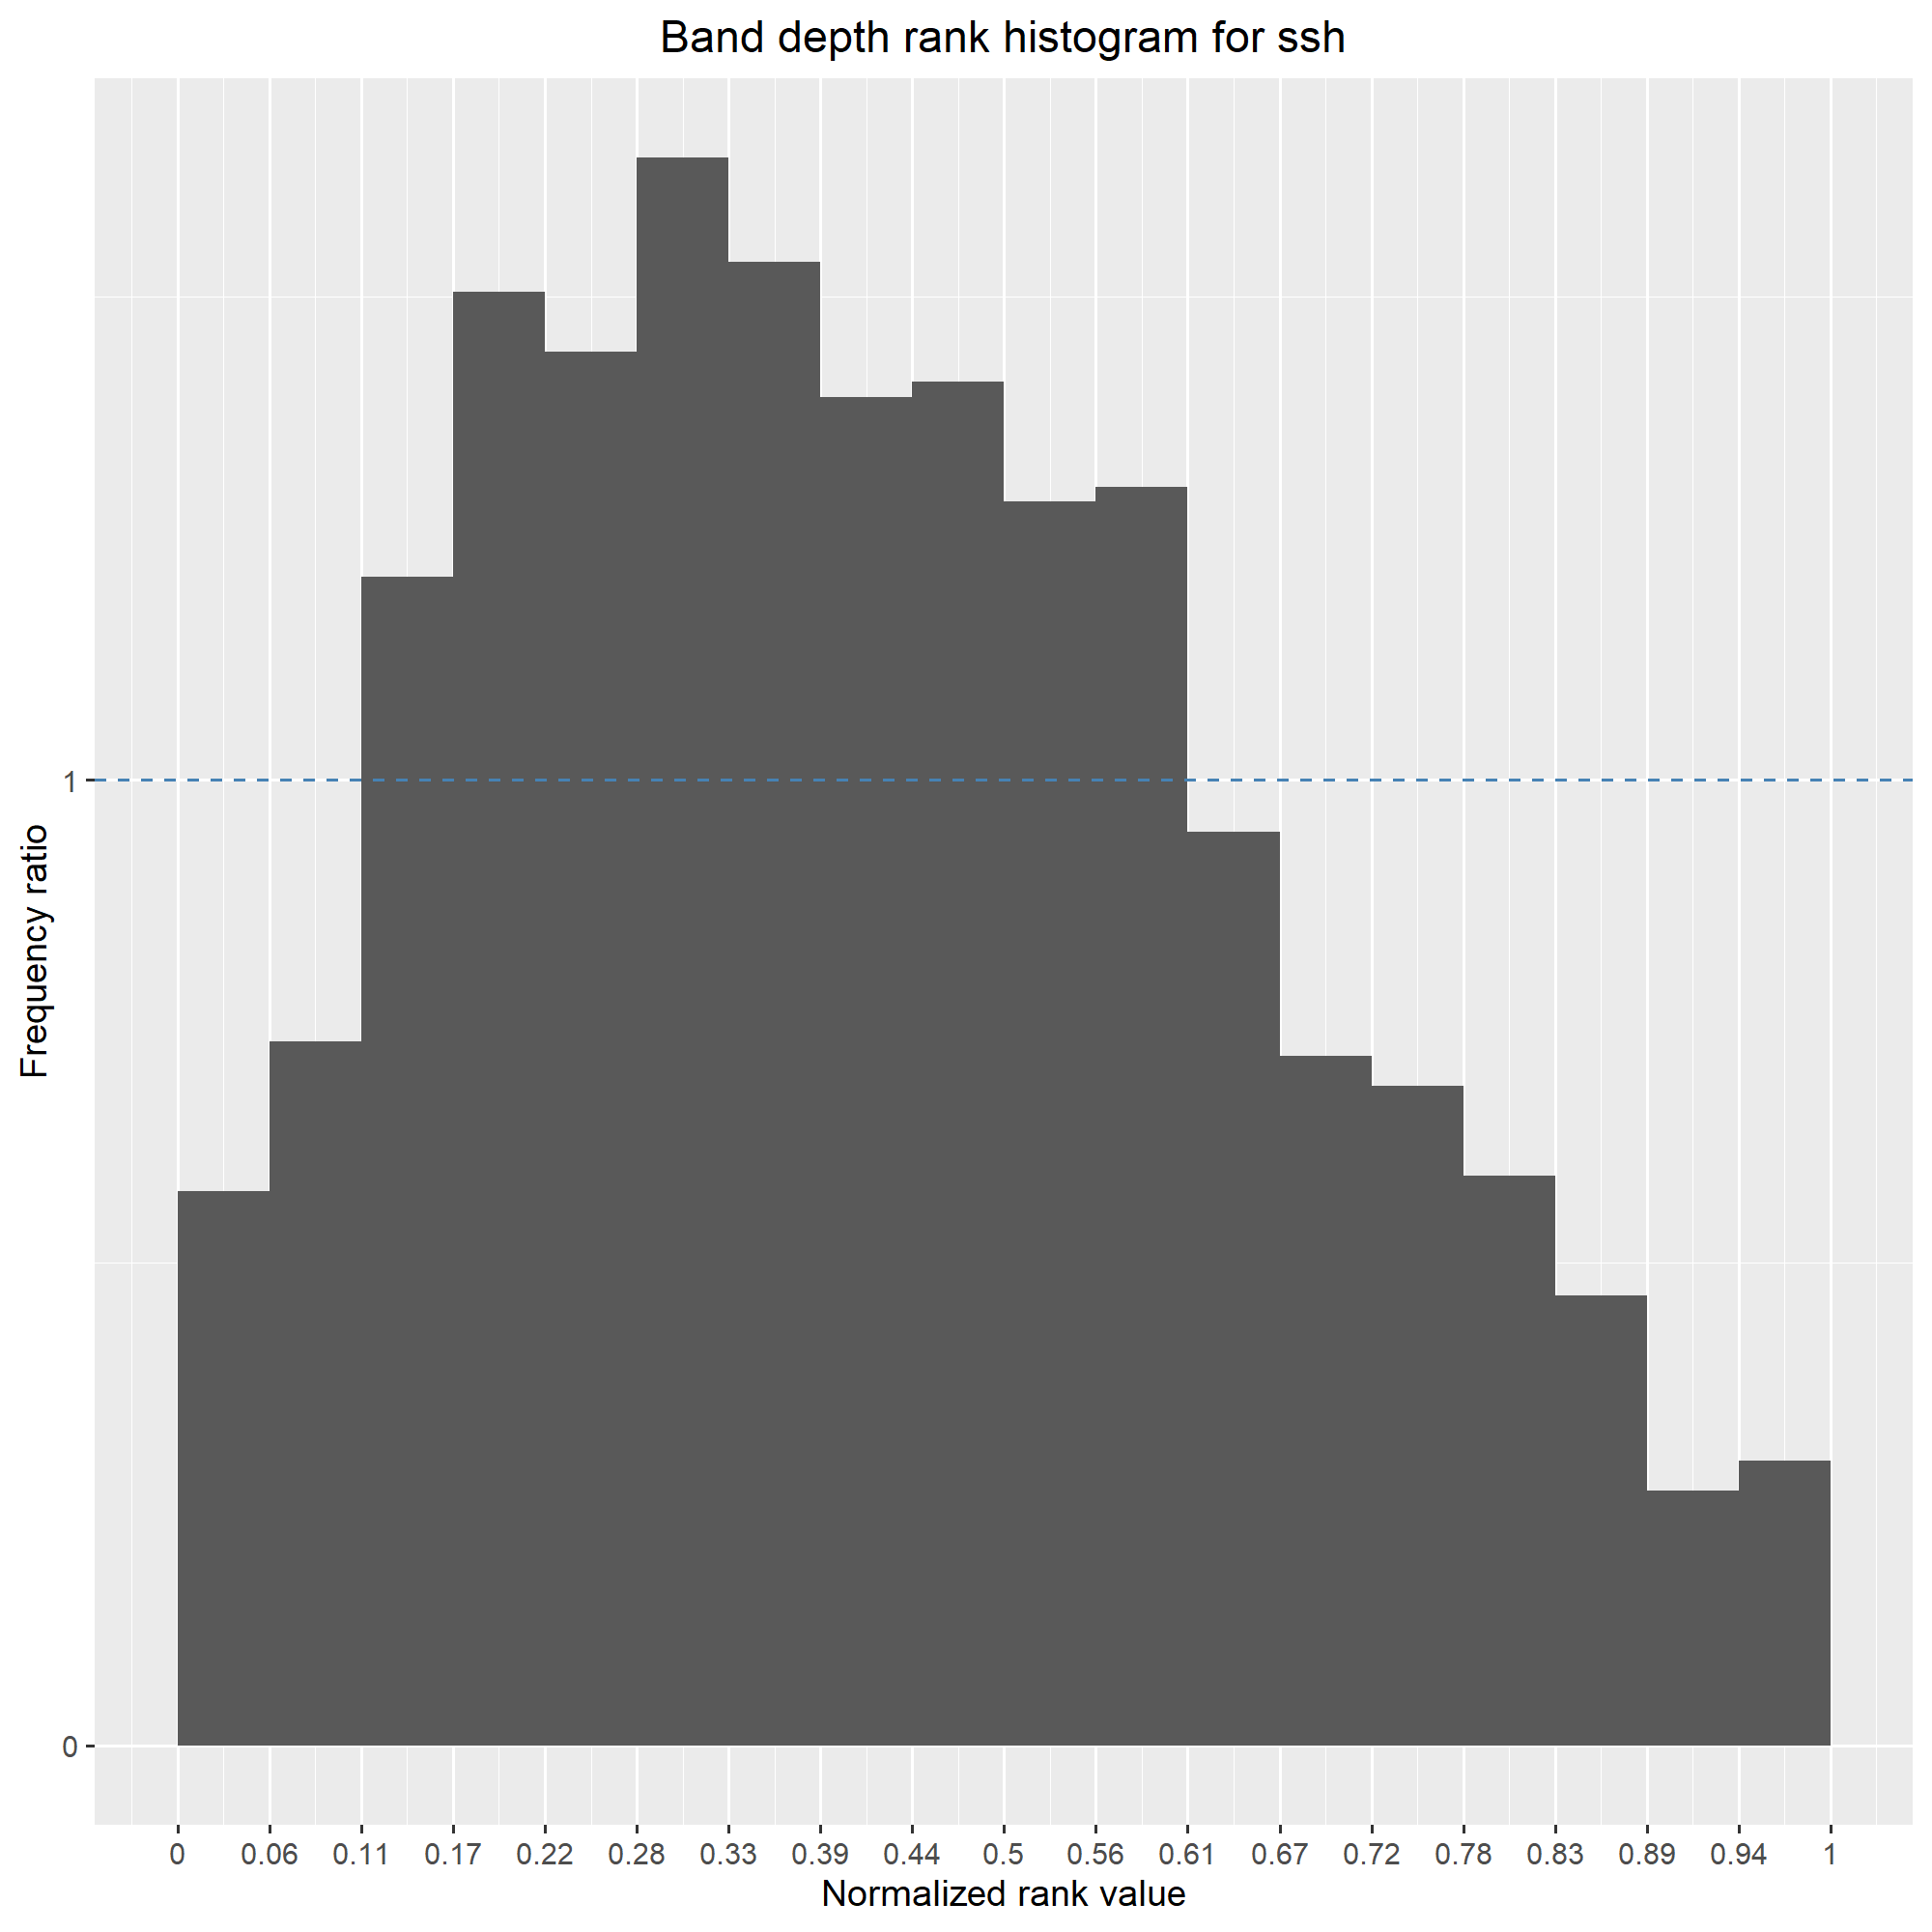 Band depth rank histogram for ssh
Frequency ratio
1
0
0 0.06 0.11 0.17 0.22 0.28 0.33 0.39 0.44 0.5 0.56 0.61 0.67 0.72 0.78 0.83 0.89 0.94 1
Normalized rank value